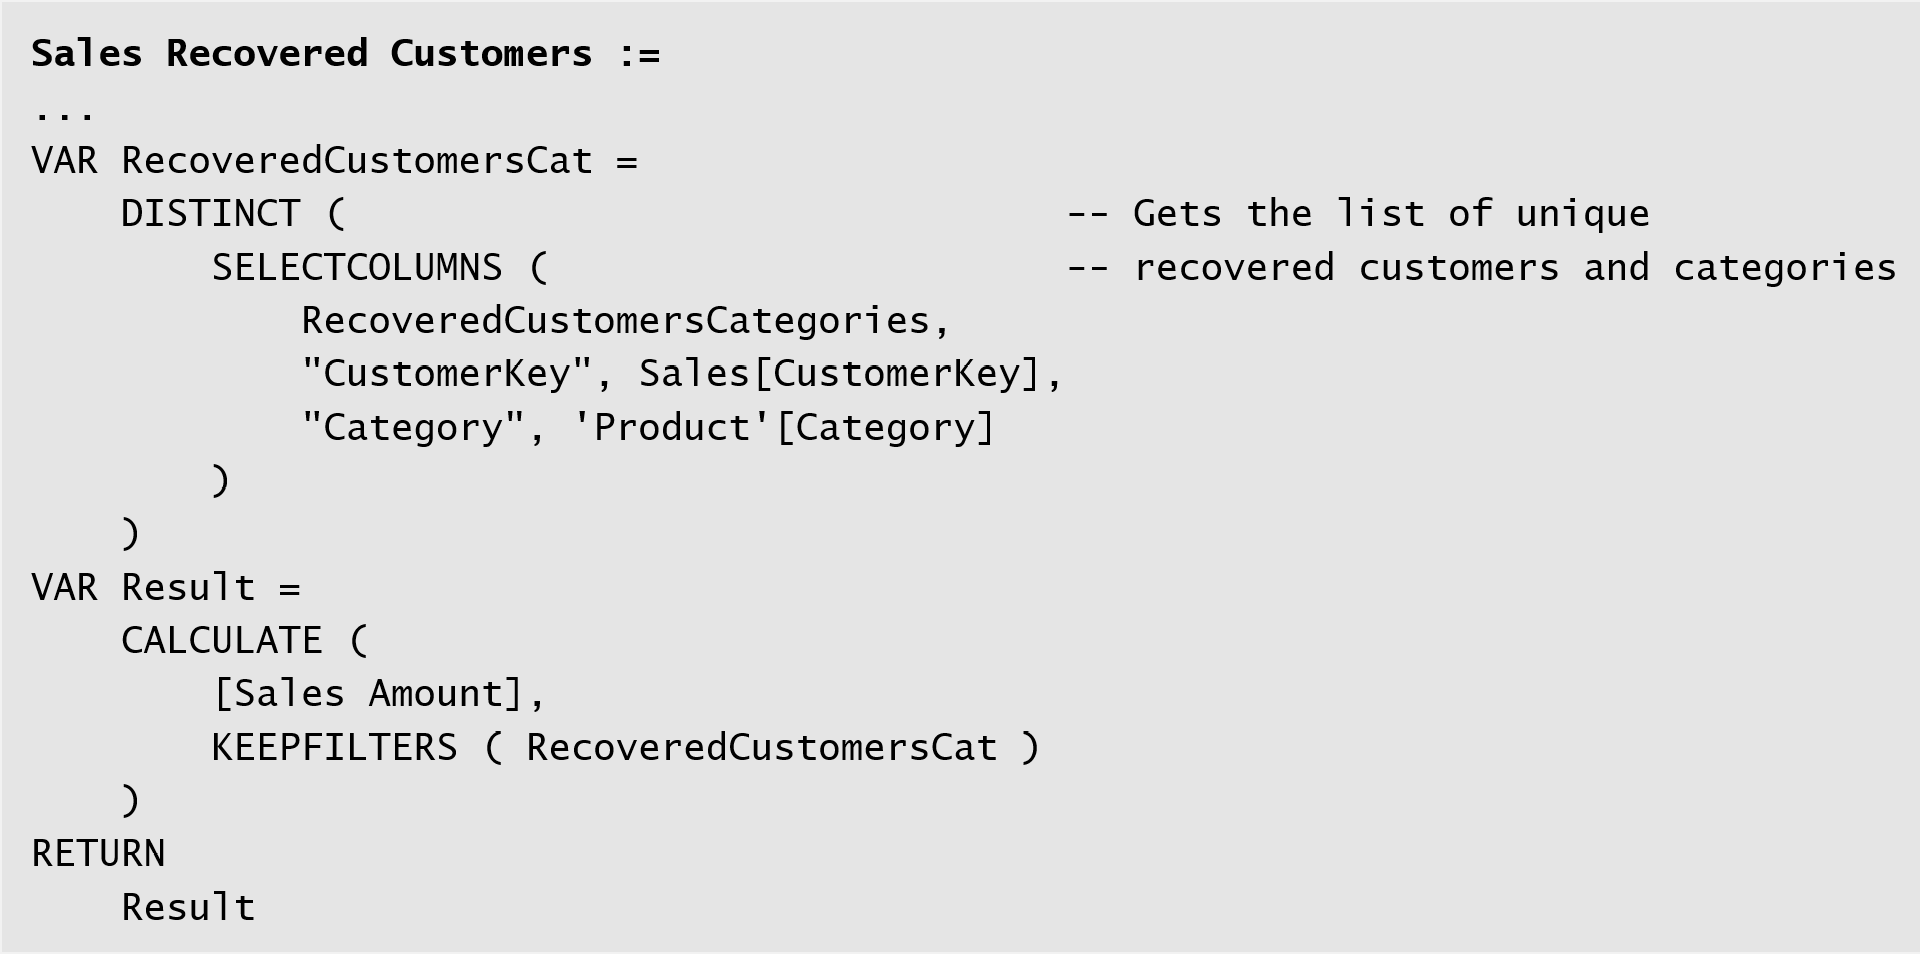 Sales Recovered Customers :=
...
VAR RecoveredCustomersCat =
    DISTINCT (                                -- Gets the list of unique
        SELECTCOLUMNS (                       -- recovered customers and categories
            RecoveredCustomersCategories,
            "CustomerKey", Sales[CustomerKey],
            "Category", 'Product'[Category]
        )
    )
VAR Result =
    CALCULATE (
        [Sales Amount],
        KEEPFILTERS ( RecoveredCustomersCat )
    )
RETURN
    Result